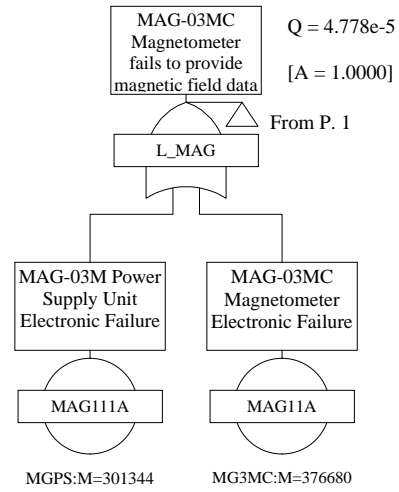 MAG-03MC
Magnetometer
fails to provide
magnetic field data
Q = 4.778e-5
[A = 1.0000]
From P. 1
L_MAG
MAG-03M Power
Supply Unit
Electronic Failure
MAG-03MC
Magnetometer
Electronic Failure
MAG111A
MAG11A
MGPS:M=301344
MG3MC:M=376680